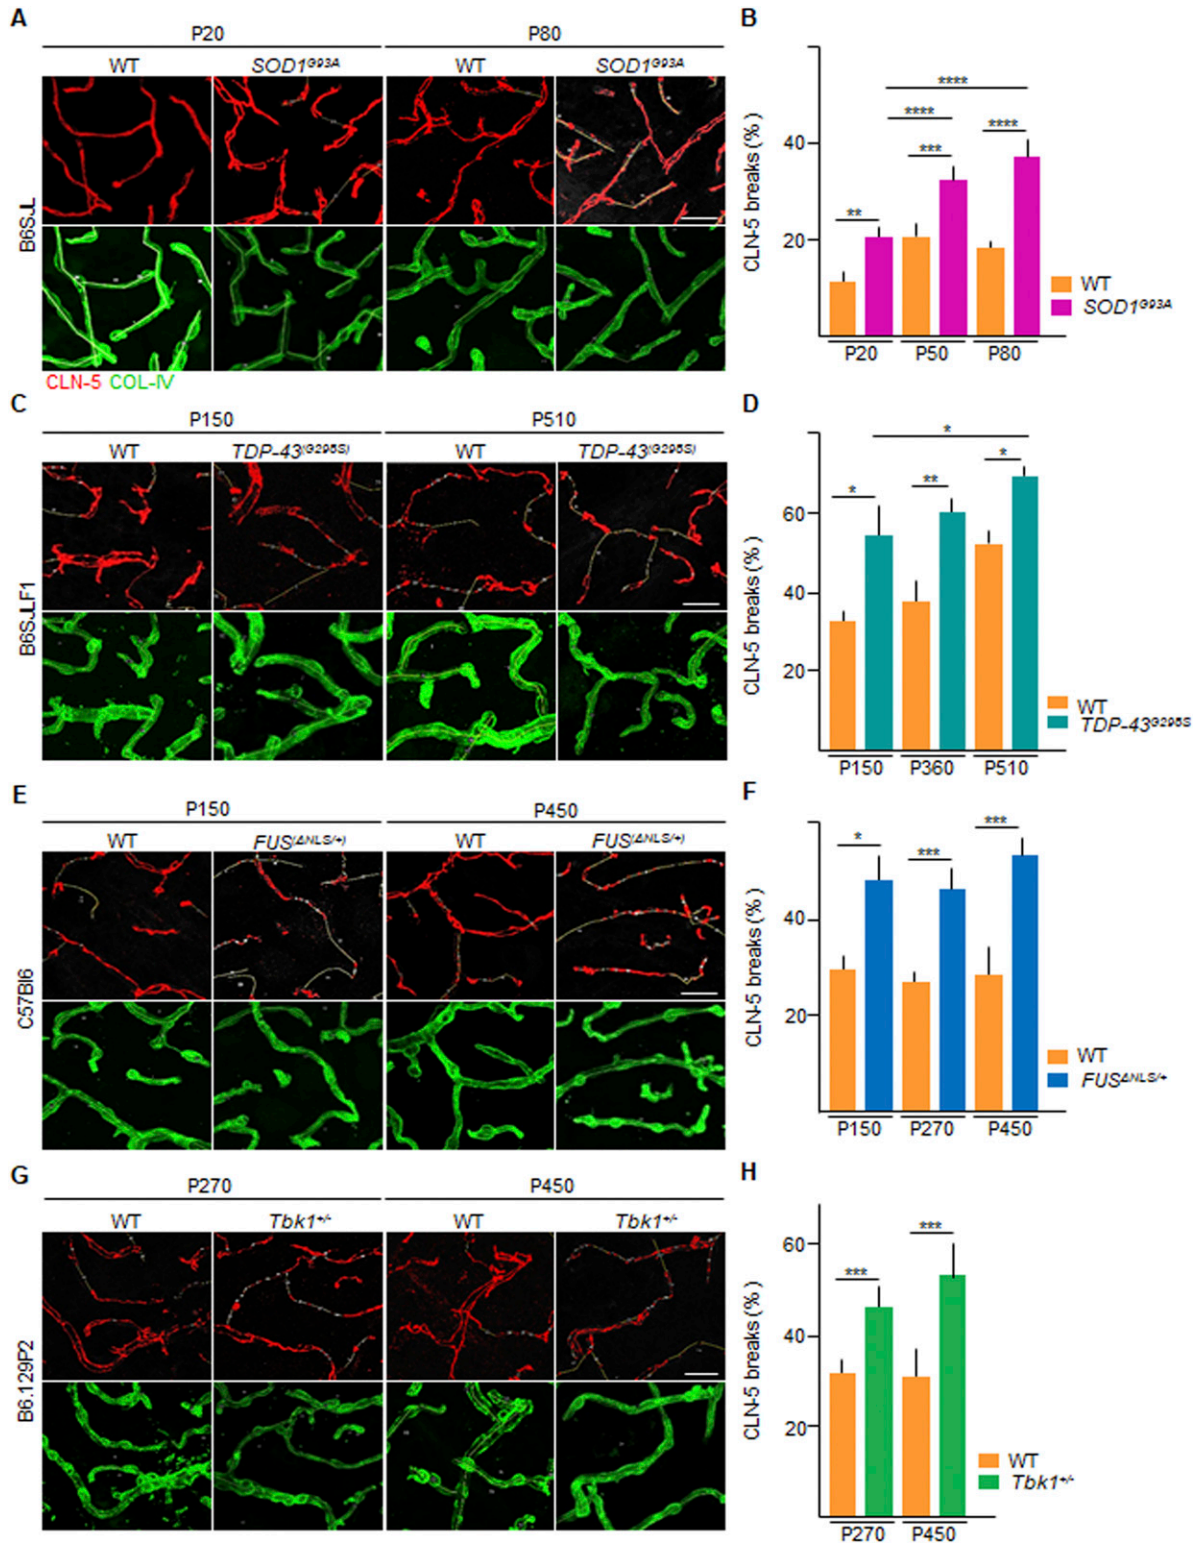 A
P20
P80
WT
SOD1ᴳ⁹³ᴬ
WT
SOD1ᴳ⁹³ᴬ
B6SJL
CLN-5 COL-IV
B
CLN-5 breaks (%)
40
20
**
***
****
****
****
P20
P50
P80
WT
SOD1ᴳ⁹³ᴬ
C
P150
P510
WT
TDP-43⁽ᴳ²⁹⁸ˢ⁾
WT
TDP-43⁽ᴳ²⁹⁸ˢ⁾
B6SJLF1
D
CLN-5 breaks (%)
60
40
20
*
**
*
*
P150
P360
P510
WT
TDP-43ᴳ²⁹⁸ˢ
E
P150
P450
WT
FUS(ΔNLS/+)
WT
FUS(ΔNLS/+)
C57Bl6
F
CLN-5 breaks (%)
40
20
*
***
***
P150
P270
P450
WT
FUSΔNLS/+
G
P270
P450
WT
Tbk1+/-
WT
Tbk1+/-
B6.129P2
H
CLN-5 breaks (%)
60
40
20
***
***
P270
P450
WT
Tbk1+/-